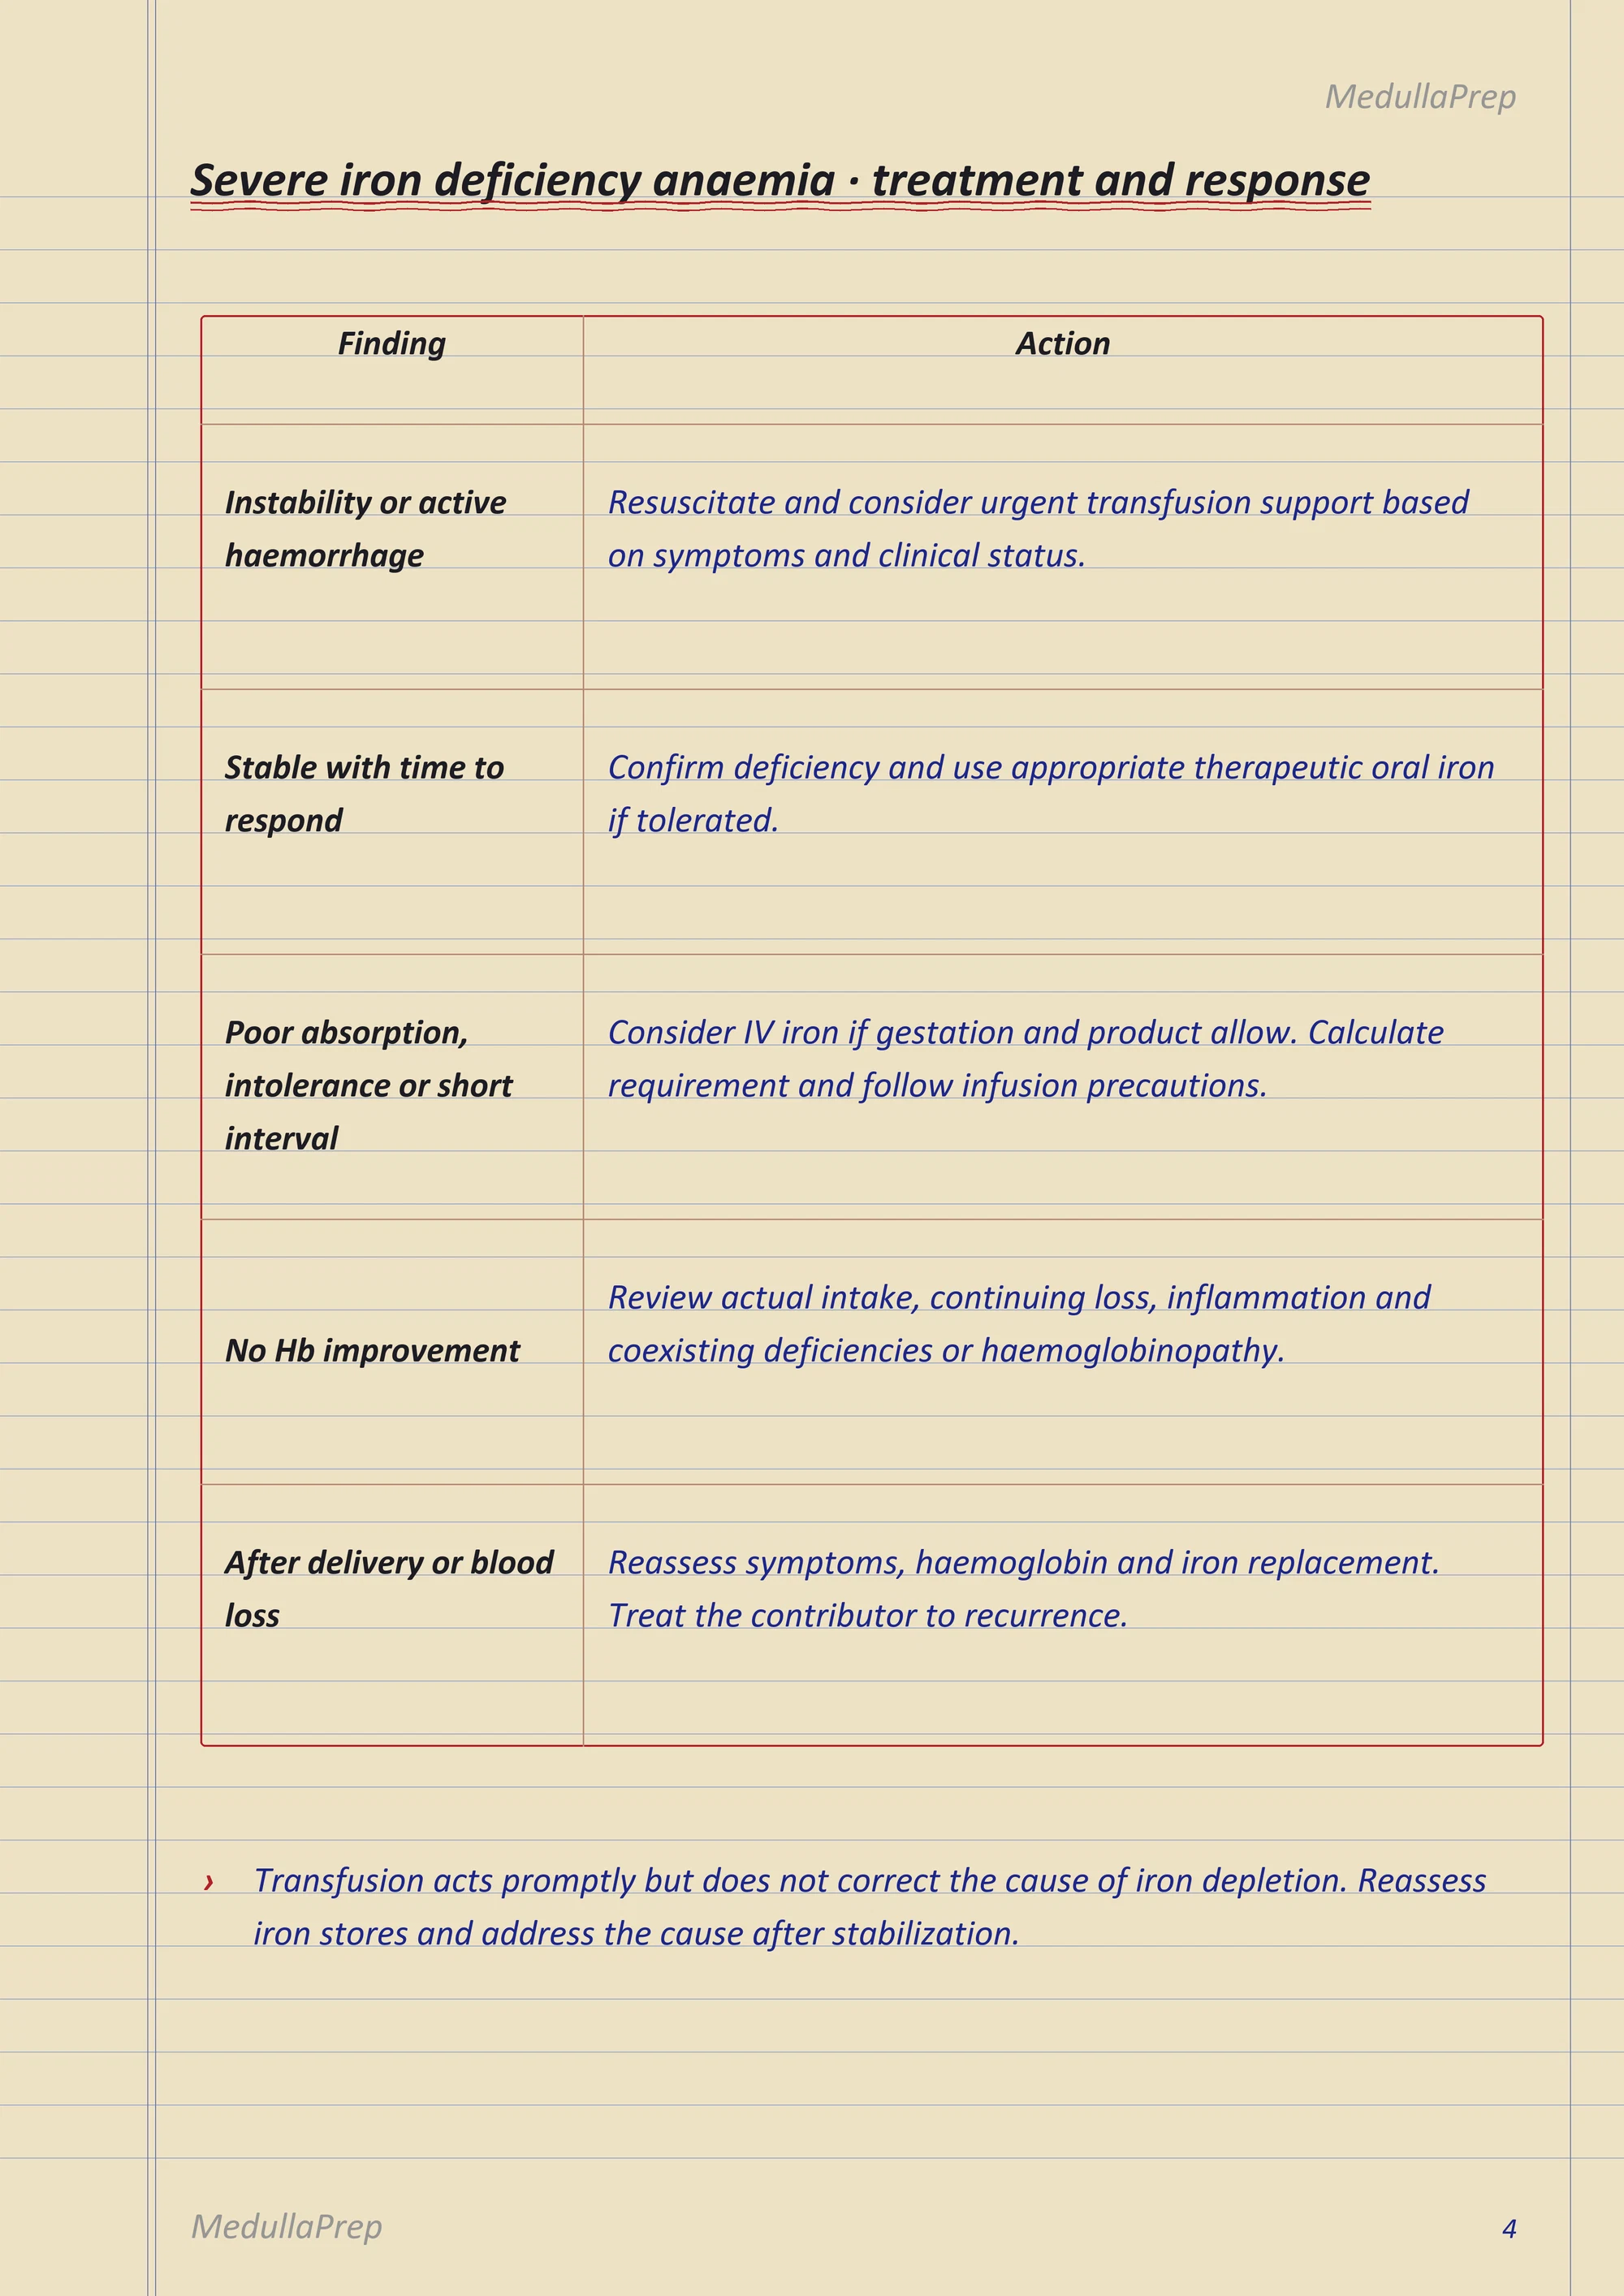 MedullaPrep
Severe iron deficiency anaemia · treatment and response
Finding
Action
Instability or active
haemorrhage
Resuscitate and consider urgent transfusion support based
on symptoms and clinical status.
Stable with time to
respond
Confirm deficiency and use appropriate therapeutic oral iron
if tolerated.
Poor absorption,
intolerance or short
interval
Consider IV iron if gestation and product allow. Calculate
requirement and follow infusion precautions.
No Hb improvement
Review actual intake, continuing loss, inflammation and
coexisting deficiencies or haemoglobinopathy.
After delivery or blood
loss
Reassess symptoms, haemoglobin and iron replacement.
Treat the contributor to recurrence.
› Transfusion acts promptly but does not correct the cause of iron depletion. Reassess
iron stores and address the cause after stabilization.
MedullaPrep
4